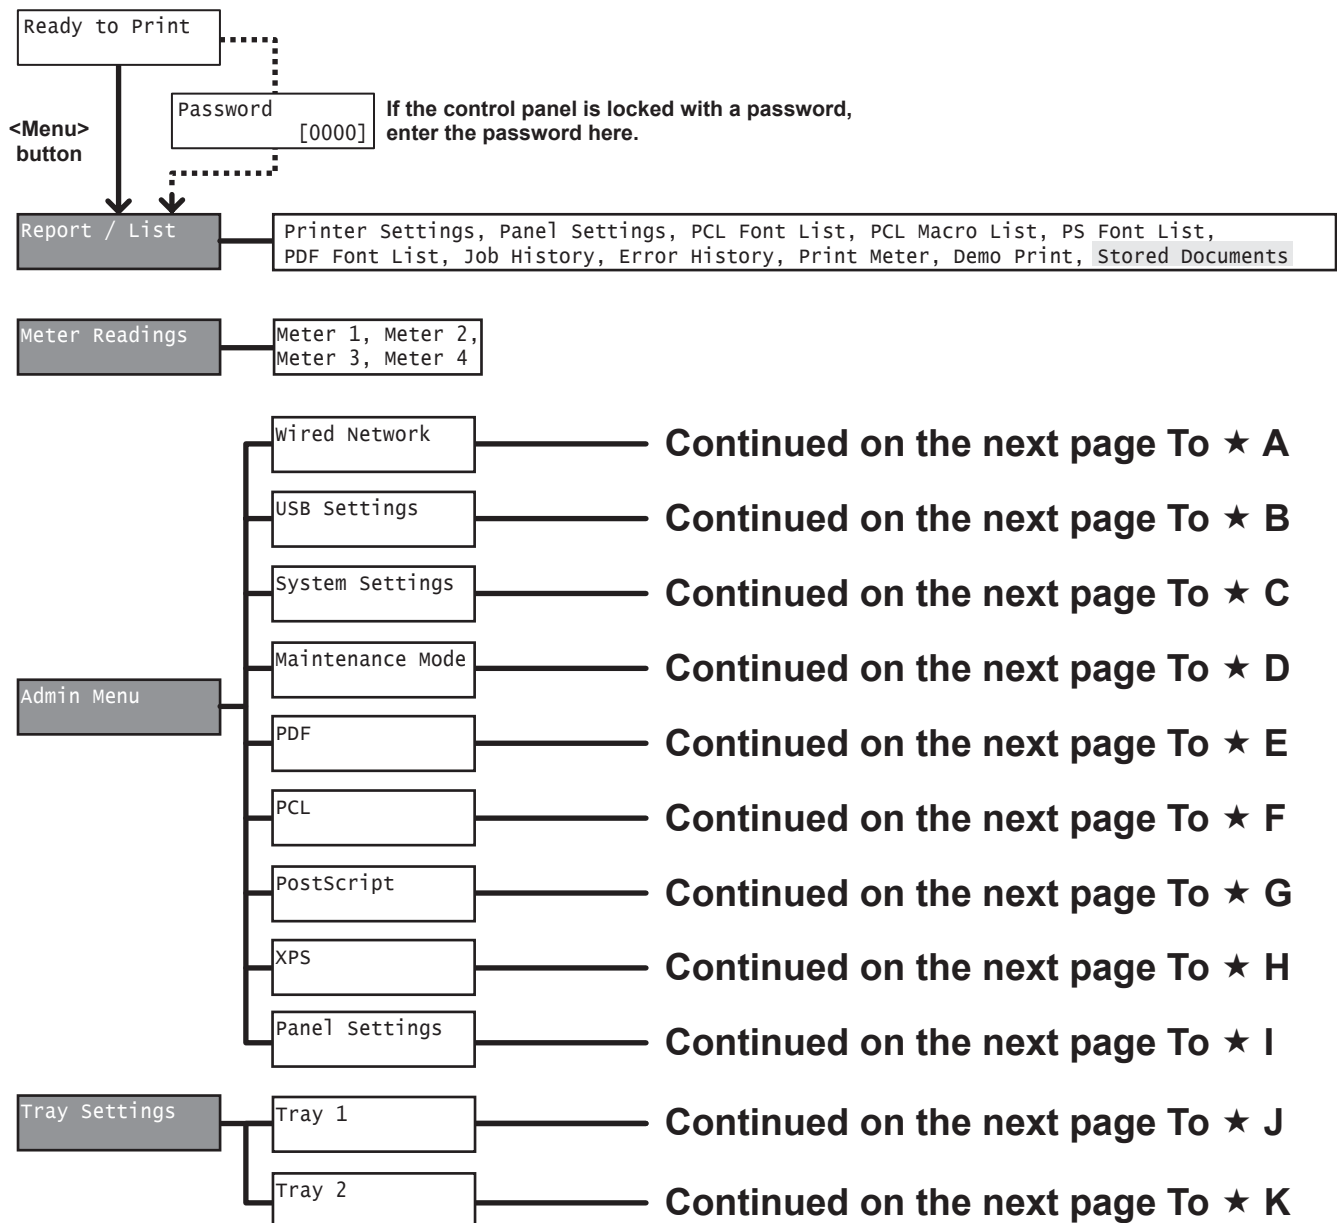 Ready to Print
Password
[0000]
If the control panel is locked with a password,
enter the password here.
<Menu>
button
Report / List
Printer Settings, Panel Settings, PCL Font List, PCL Macro List, PS Font List,
PDF Font List, Job History, Error History, Print Meter, Demo Print, Stored Documents
Meter Readings
Meter 1, Meter 2,
Meter 3, Meter 4
Wired Network
Continued on the next page To ★ A
USB Settings
Continued on the next page To ★ B
System Settings
Continued on the next page To ★ C
Maintenance Mode
Continued on the next page To ★ D
Admin Menu
PDF
Continued on the next page To ★ E
PCL
Continued on the next page To ★ F
PostScript
Continued on the next page To ★ G
XPS
Continued on the next page To ★ H
Panel Settings
Continued on the next page To ★ I
Tray Settings
Tray 1
Continued on the next page To ★ J
Tray 2
Continued on the next page To ★ K